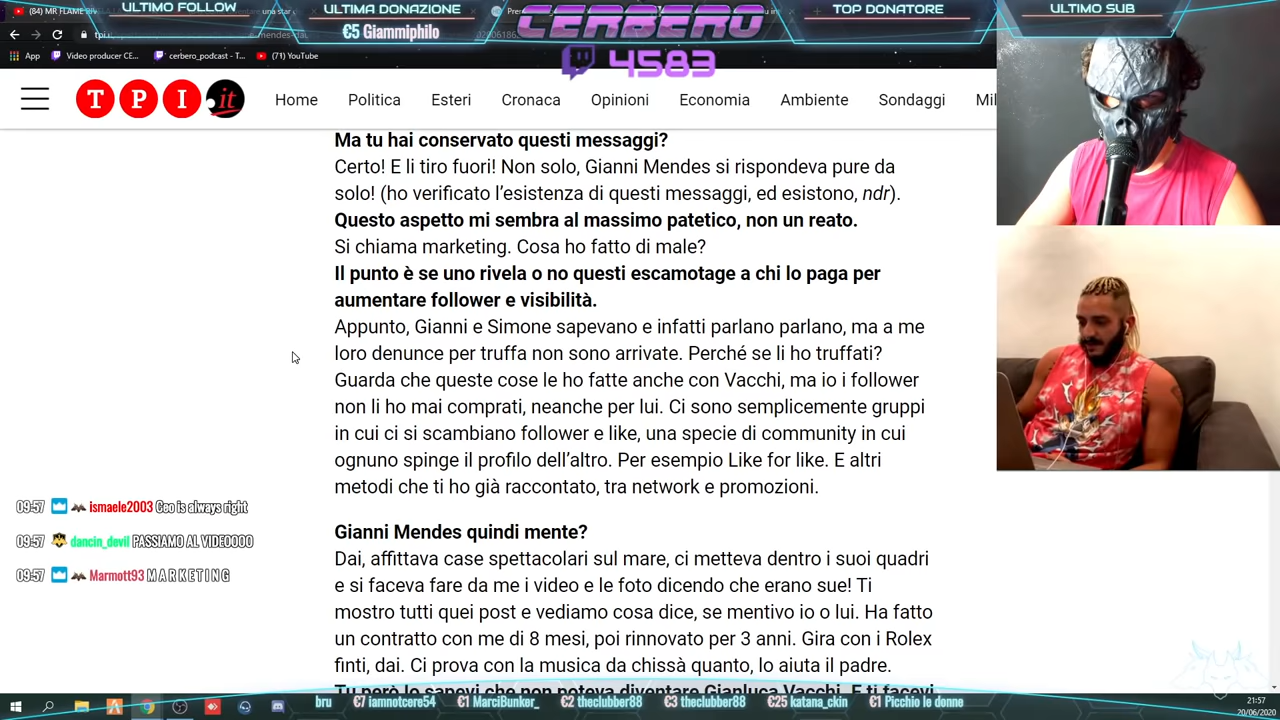 ULTIMO FOLLOW
ULTIMA DONAZIONE
€5 Giammiphilo
CERBERO
4583
TOP DONATORE
ULTIMO SUB
App
Video producer CE...
cerbero_podcast - T...
(71) YouTube
T P I .it
Home
Politica
Esteri
Cronaca
Opinioni
Economia
Ambiente
Sondaggi
Ma tu hai conservato questi messaggi?
Certo! E li tiro fuori! Non solo, Gianni Mendes si rispondeva pure da
solo! (ho verificato l’esistenza di questi messaggi, ed esistono, ndr).
Questo aspetto mi sembra al massimo patetico, non un reato.
Si chiama marketing. Cosa ho fatto di male?
Il punto è se uno rivela o no questi escamotage a chi lo paga per
aumentare follower e visibilità.
Appunto, Gianni e Simone sapevano e infatti parlano parlano, ma a me
loro denunce per truffa non sono arrivate. Perché se li ho truffati?
Guarda che queste cose le ho fatte anche con Vacchi, ma io i follower
non li ho mai comprati, neanche per lui. Ci sono semplicemente gruppi
in cui ci si scambiano follower e like, una specie di community in cui
ognuno spinge il profilo dell’altro. Per esempio Like for like. E altri
metodi che ti ho già raccontato, tra network e promozioni.
Gianni Mendes quindi mente?
Dai, affittava case spettacolari sul mare, ci metteva dentro i suoi quadri
e si faceva fare da me i video e le foto dicendo che erano sue! Ti
mostro tutti quei post e vediamo cosa dice, se mentivo io o lui. Ha fatto
un contratto con me di 8 mesi, poi rinnovato per 3 anni. Gira con i Rolex
finti, dai. Ci prova con la musica da chissà quanto, lo aiuta il padre.
Tu però lo sapevi che non poteva diventare Gianluca Vacchi. E ti facevi
09:57 ismaele2003 Ceo is always right
09:57 dancin_devil PASSIAMO AL VIDEOOOO
09:57 Marmott93 M A R K E T I N G
bru
€7 iamnotcere54
€1 MarciBunker_
€2 theclubber88
€3 theclubber88
€25 katana_ckin
€1 Picchio le donne
21:57
20/06/2020